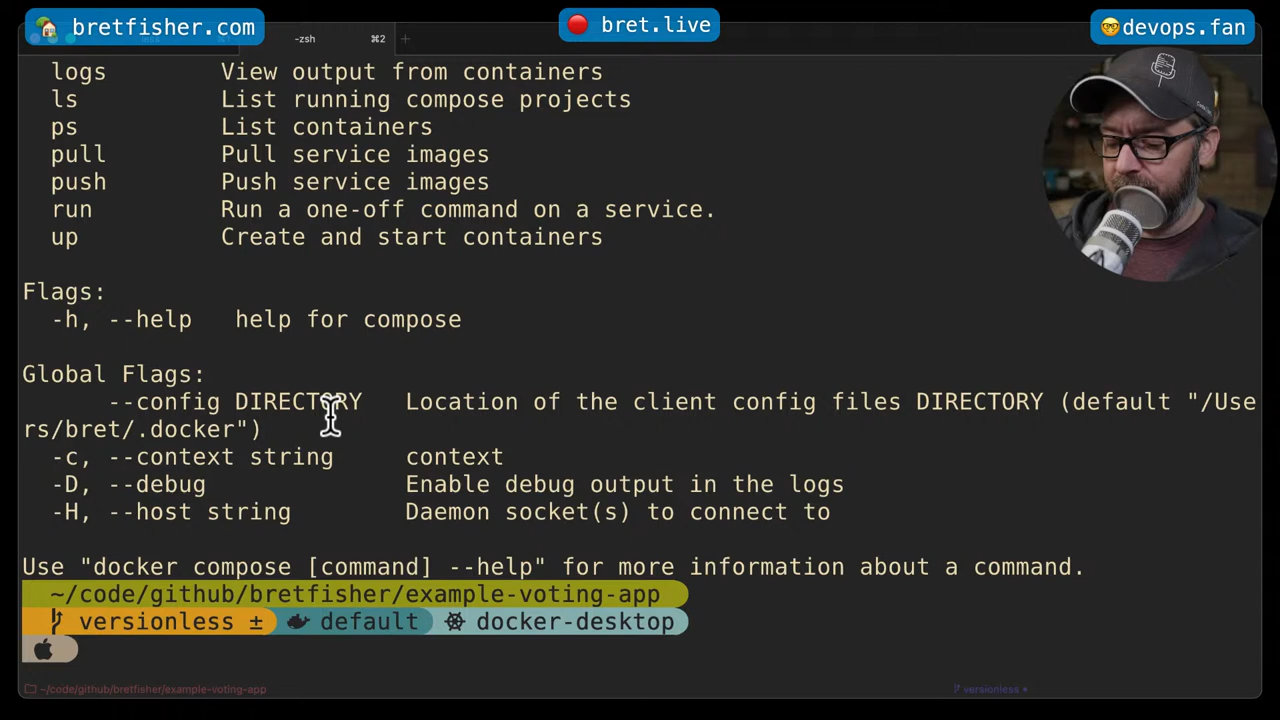 bretfisher.com
bret.live
devops.fan
-zsh
⌘2
+
logs View output from containers
ls List running compose projects
ps List containers
pull Pull service images
push Push service images
run Run a one-off command on a service.
up Create and start containers
Flags:
-h, --help help for compose
Global Flags:
--config DIRECTORY Location of the client config files DIRECTORY (default "/Use
rs/bret/.docker")
-c, --context string context
-D, --debug Enable debug output in the logs
-H, --host string Daemon socket(s) to connect to
Use "docker compose [command] --help" for more information about a command.
~/code/github/bretfisher/example-voting-app
versionless ± default docker-desktop
~/code/github/bretfisher/example-voting-app versionless